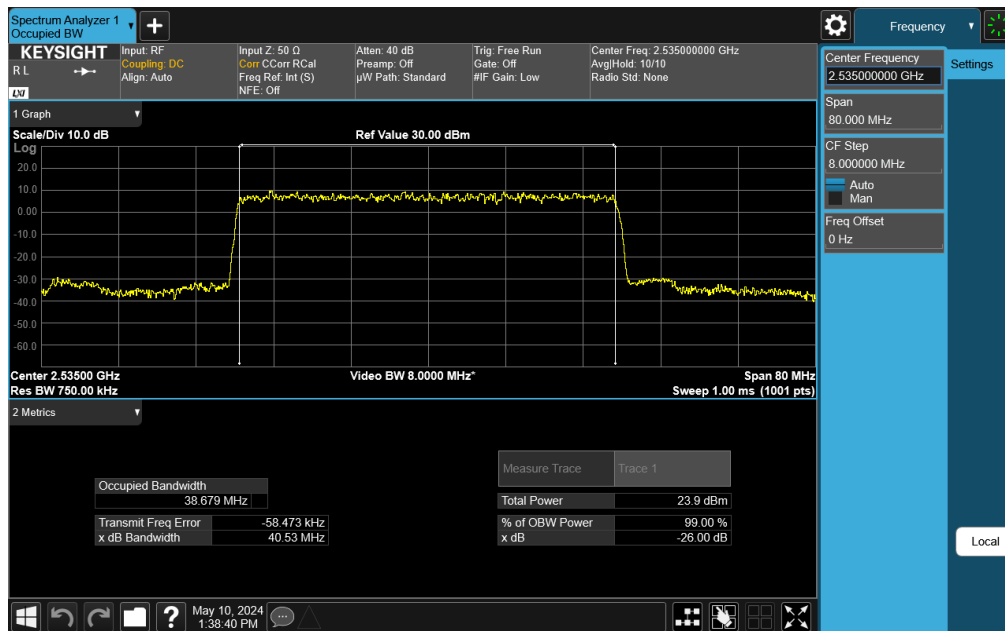 Spectrum Analyzer 1
Occupied BW
Frequency
KEYSIGHT
R L
LXI
Input: RF
Coupling: DC
Align: Auto
Input Z: 50 Ω
Corr CCorr RCal
Freq Ref: Int (S)
NFE: Off
Atten: 40 dB
Preamp: Off
µW Path: Standard
Trig: Free Run
Gate: Off
#IF Gain: Low
Center Freq: 2.535000000 GHz
Avg|Hold: 10/10
Radio Std: None
Center Frequency
2.535000000 GHz
Settings
Span
80.000 MHz
CF Step
8.000000 MHz
Auto
Man
Freq Offset
0 Hz
1 Graph
Scale/Div 10.0 dB
Ref Value 30.00 dBm
Log
20.0
10.0
0.00
-10.0
-20.0
-30.0
-40.0
-50.0
-60.0
Center 2.53500 GHz
Video BW 8.0000 MHz*
Span 80 MHz
Res BW 750.00 kHz
Sweep 1.00 ms (1001 pts)
2 Metrics
Measure Trace
Trace 1
Occupied Bandwidth
38.679 MHz
Total Power
23.9 dBm
Transmit Freq Error
-58.473 kHz
% of OBW Power
99.00 %
x dB Bandwidth
40.53 MHz
x dB
-26.00 dB
Local
May 10, 2024
1:38:40 PM